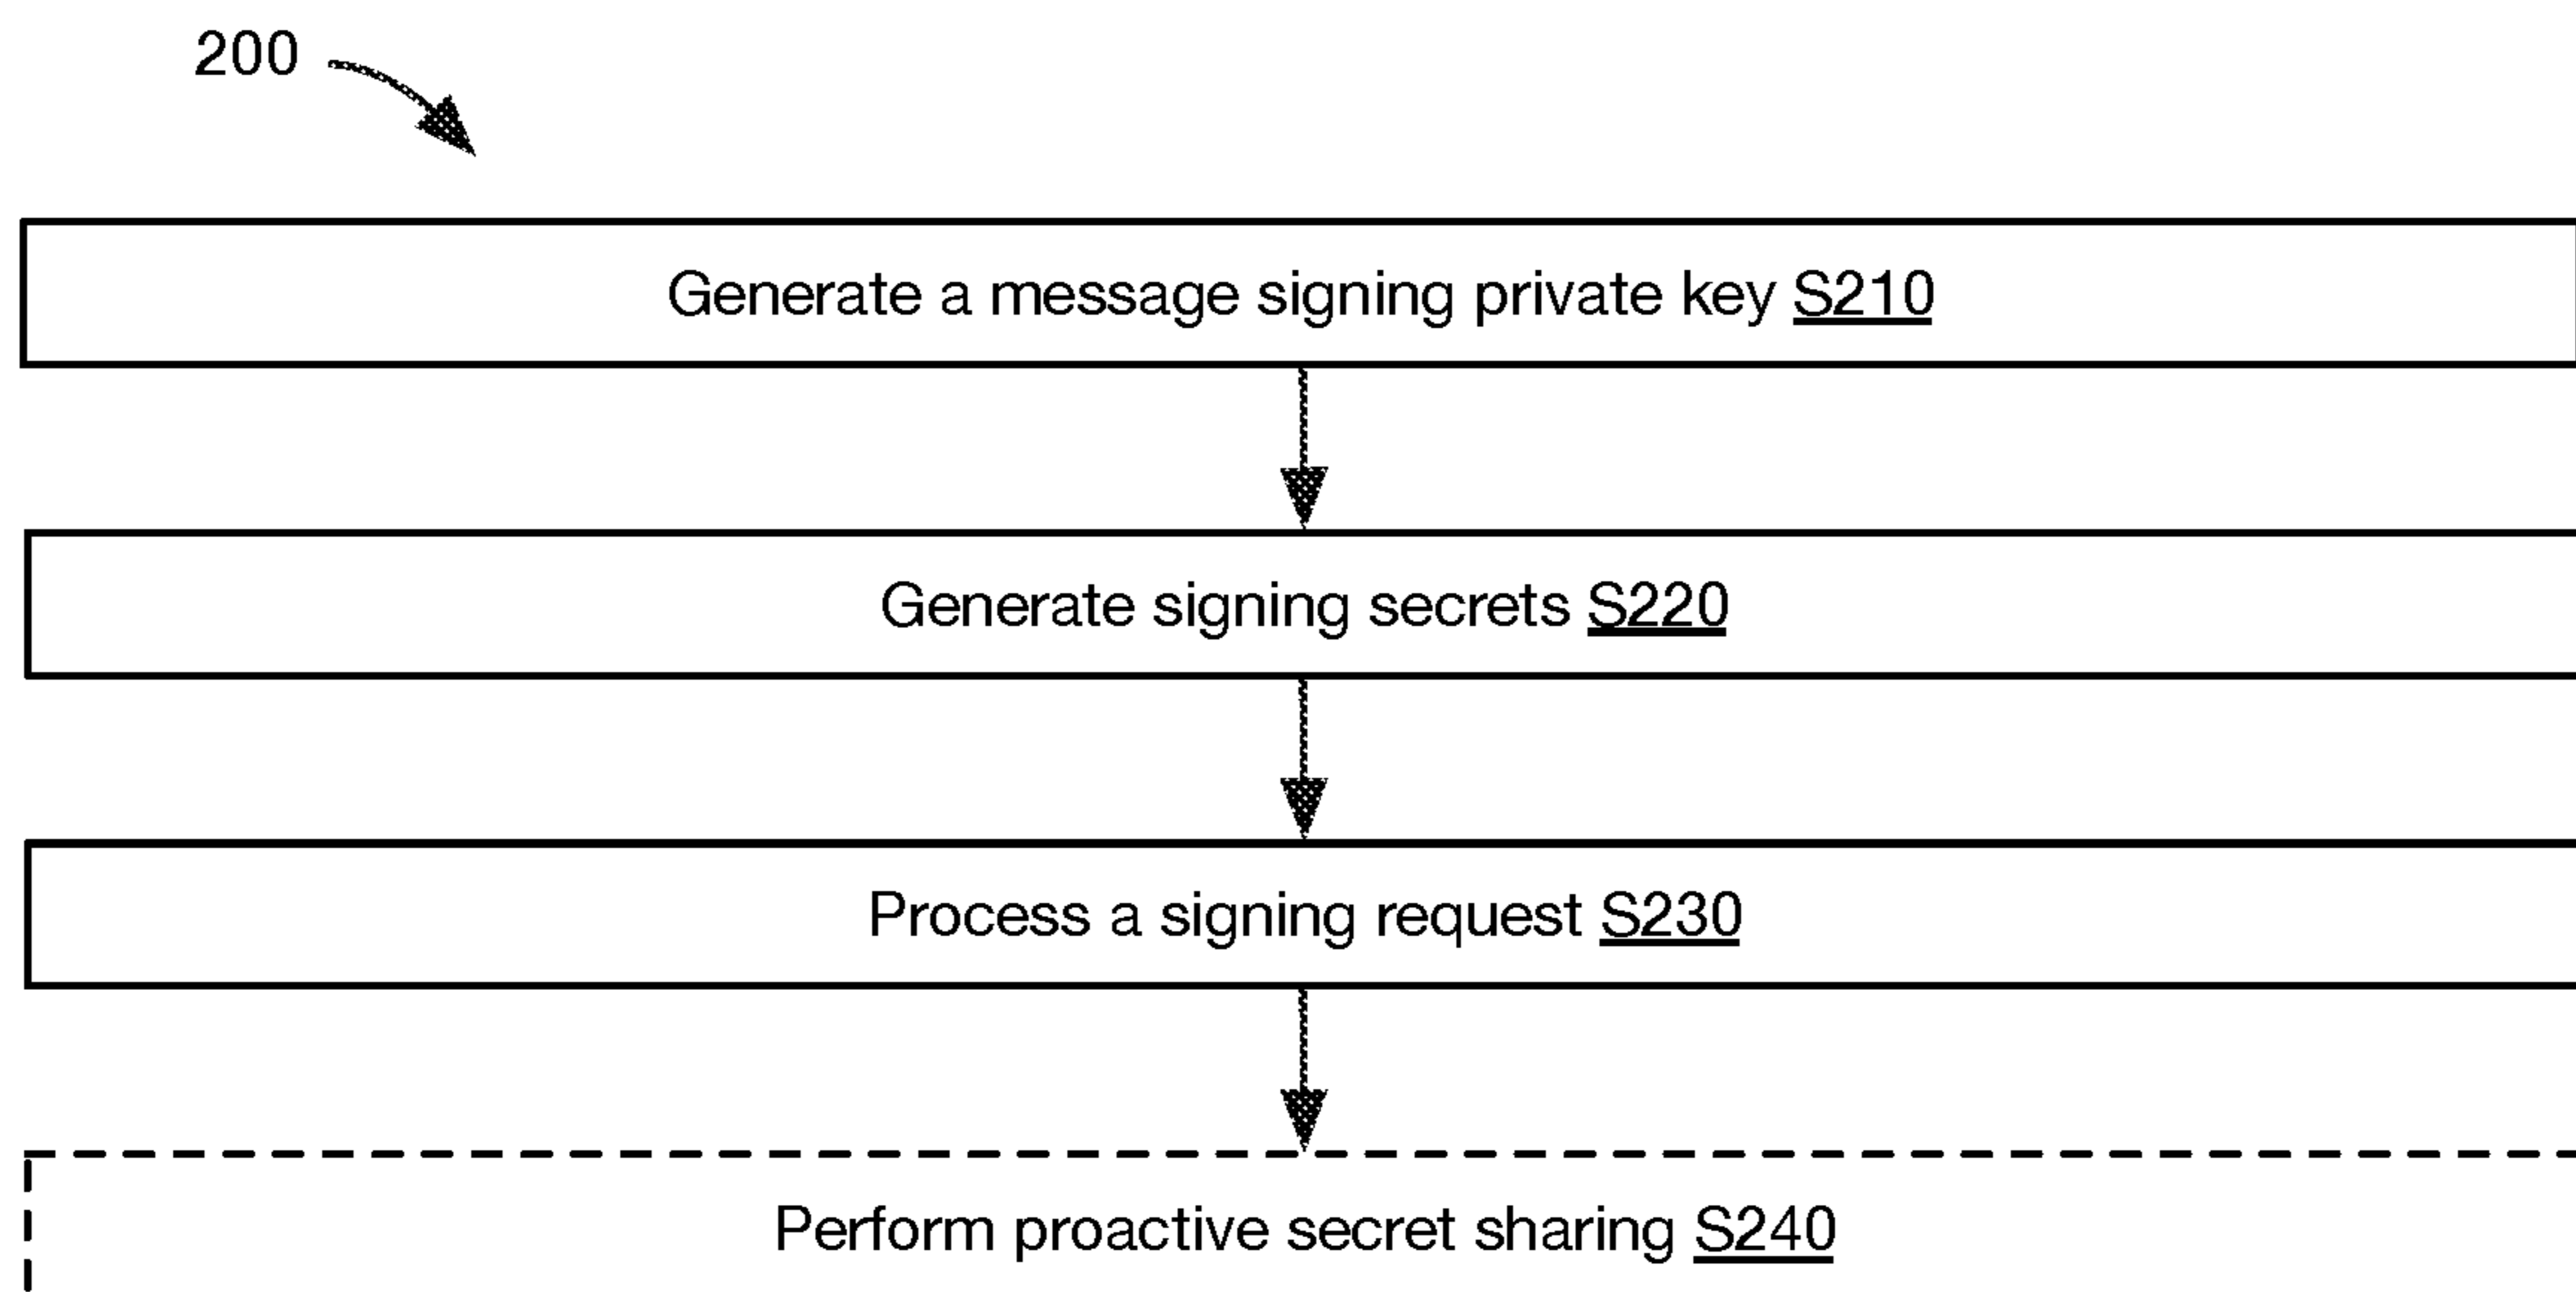 200
Generate a message signing private key S210
Generate signing secrets S220
Process a signing request S230
Perform proactive secret sharing S240